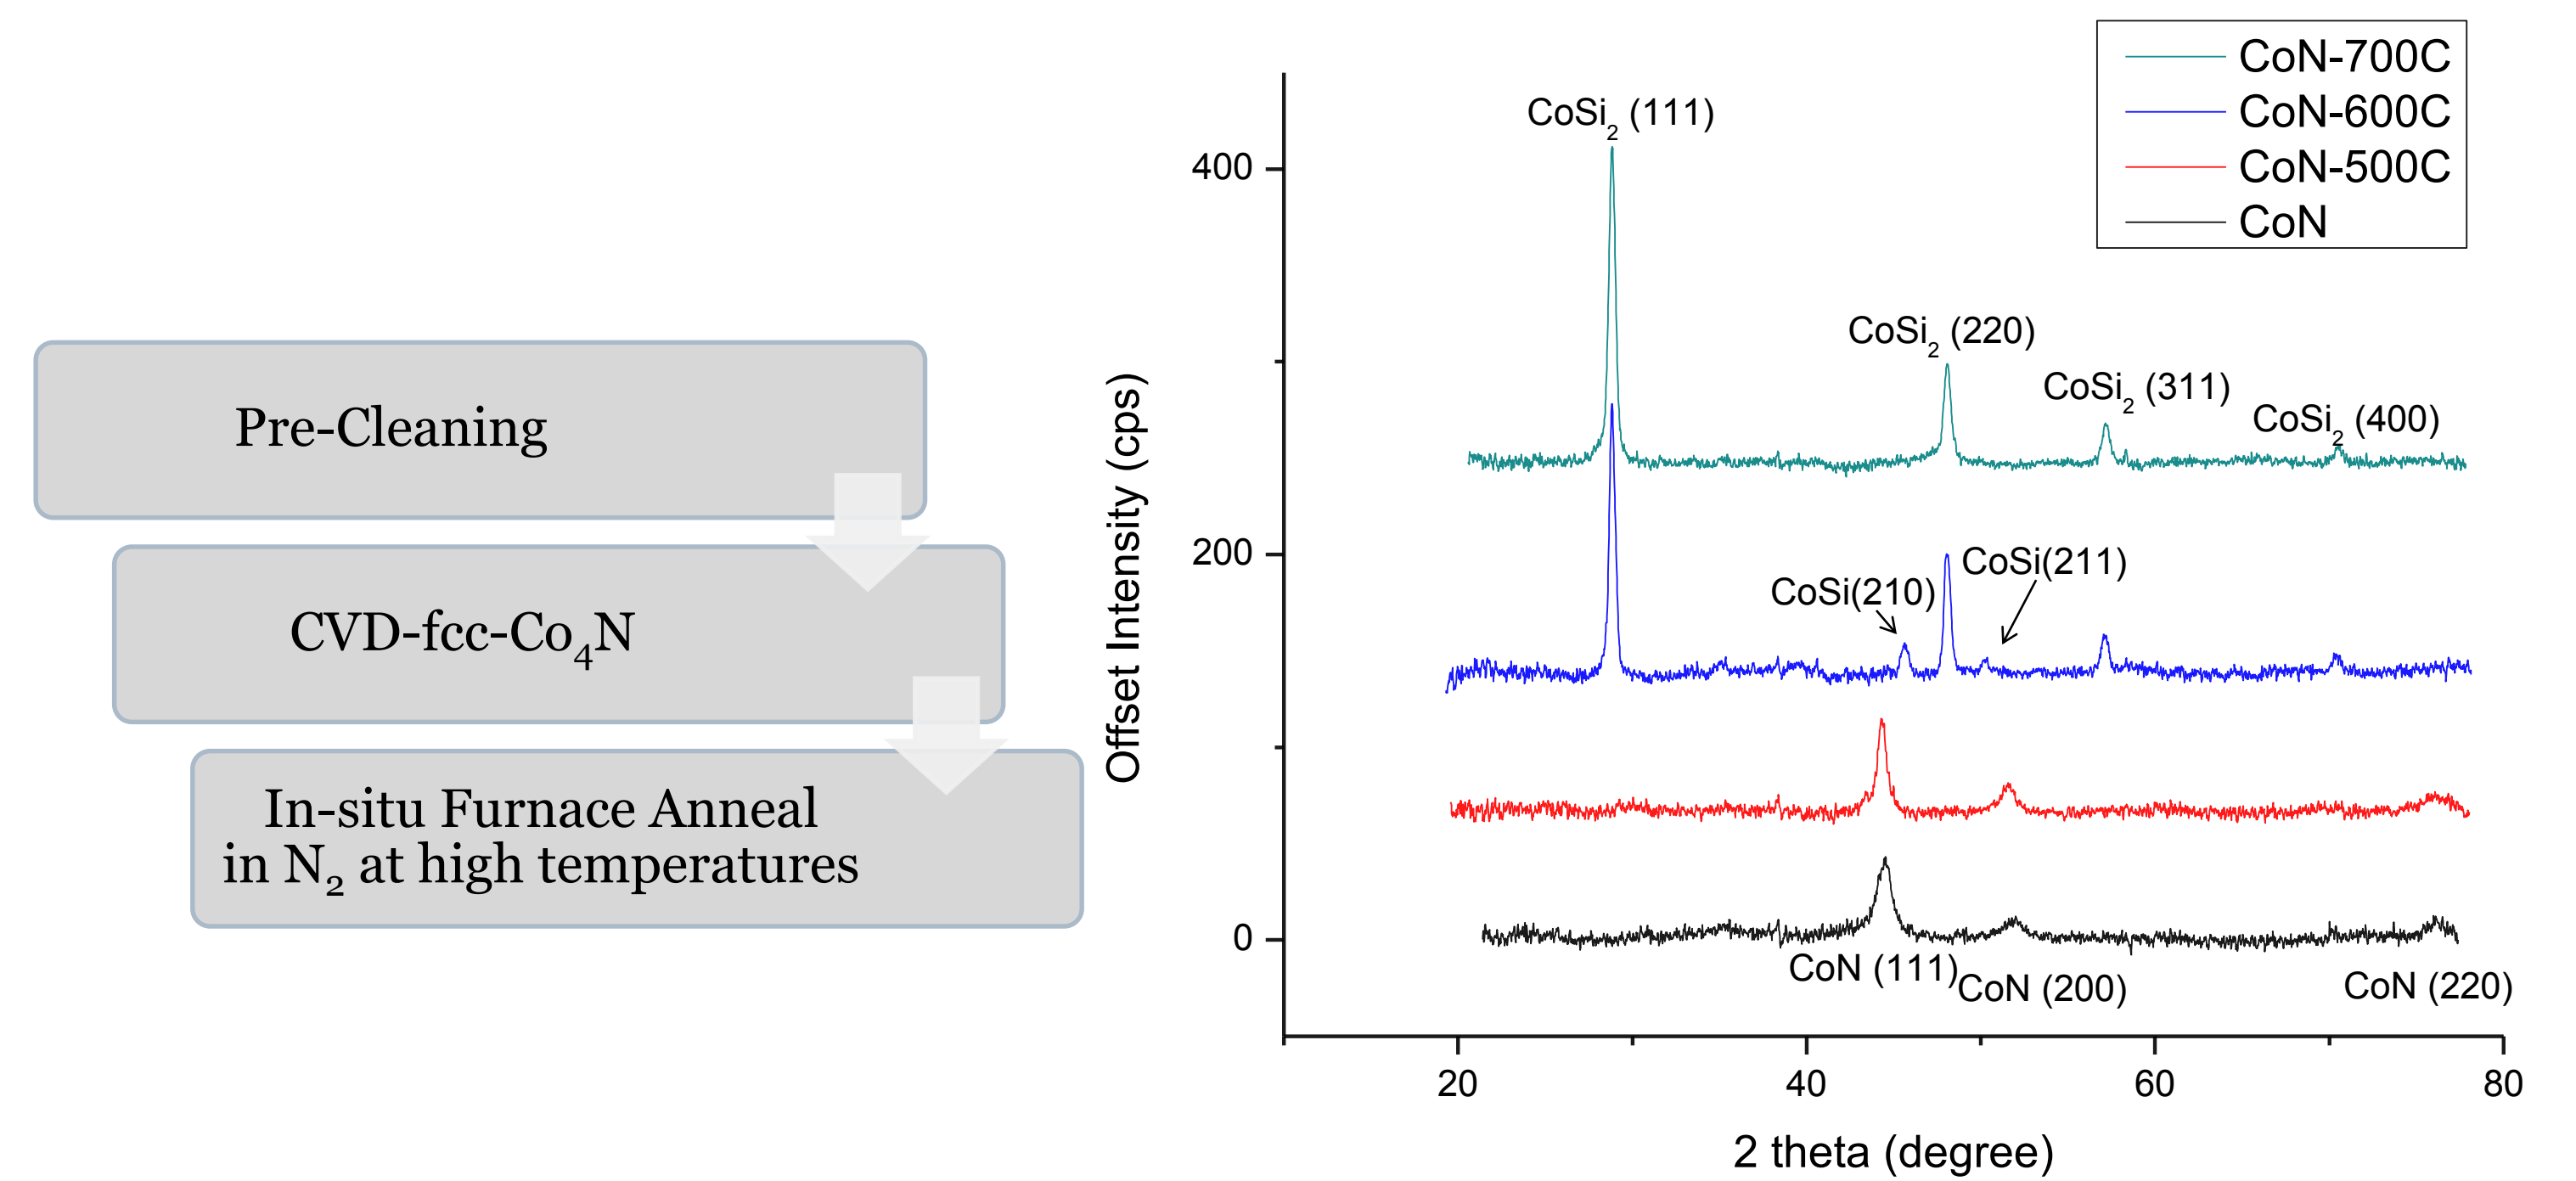 Pre-Cleaning
CVD-fcc-Co₄N
In-situ Furnace Anneal
in N₂ at high temperatures
CoN-700C
CoN-600C
CoN-500C
CoN
CoSi₂ (111)
CoSi₂ (220)
CoSi₂ (311)
CoSi₂ (400)
CoSi(210)
CoSi(211)
CoN (111)
CoN (200)
CoN (220)
Offset Intensity (cps)
400
200
0
20 40 60 80
2 theta (degree)